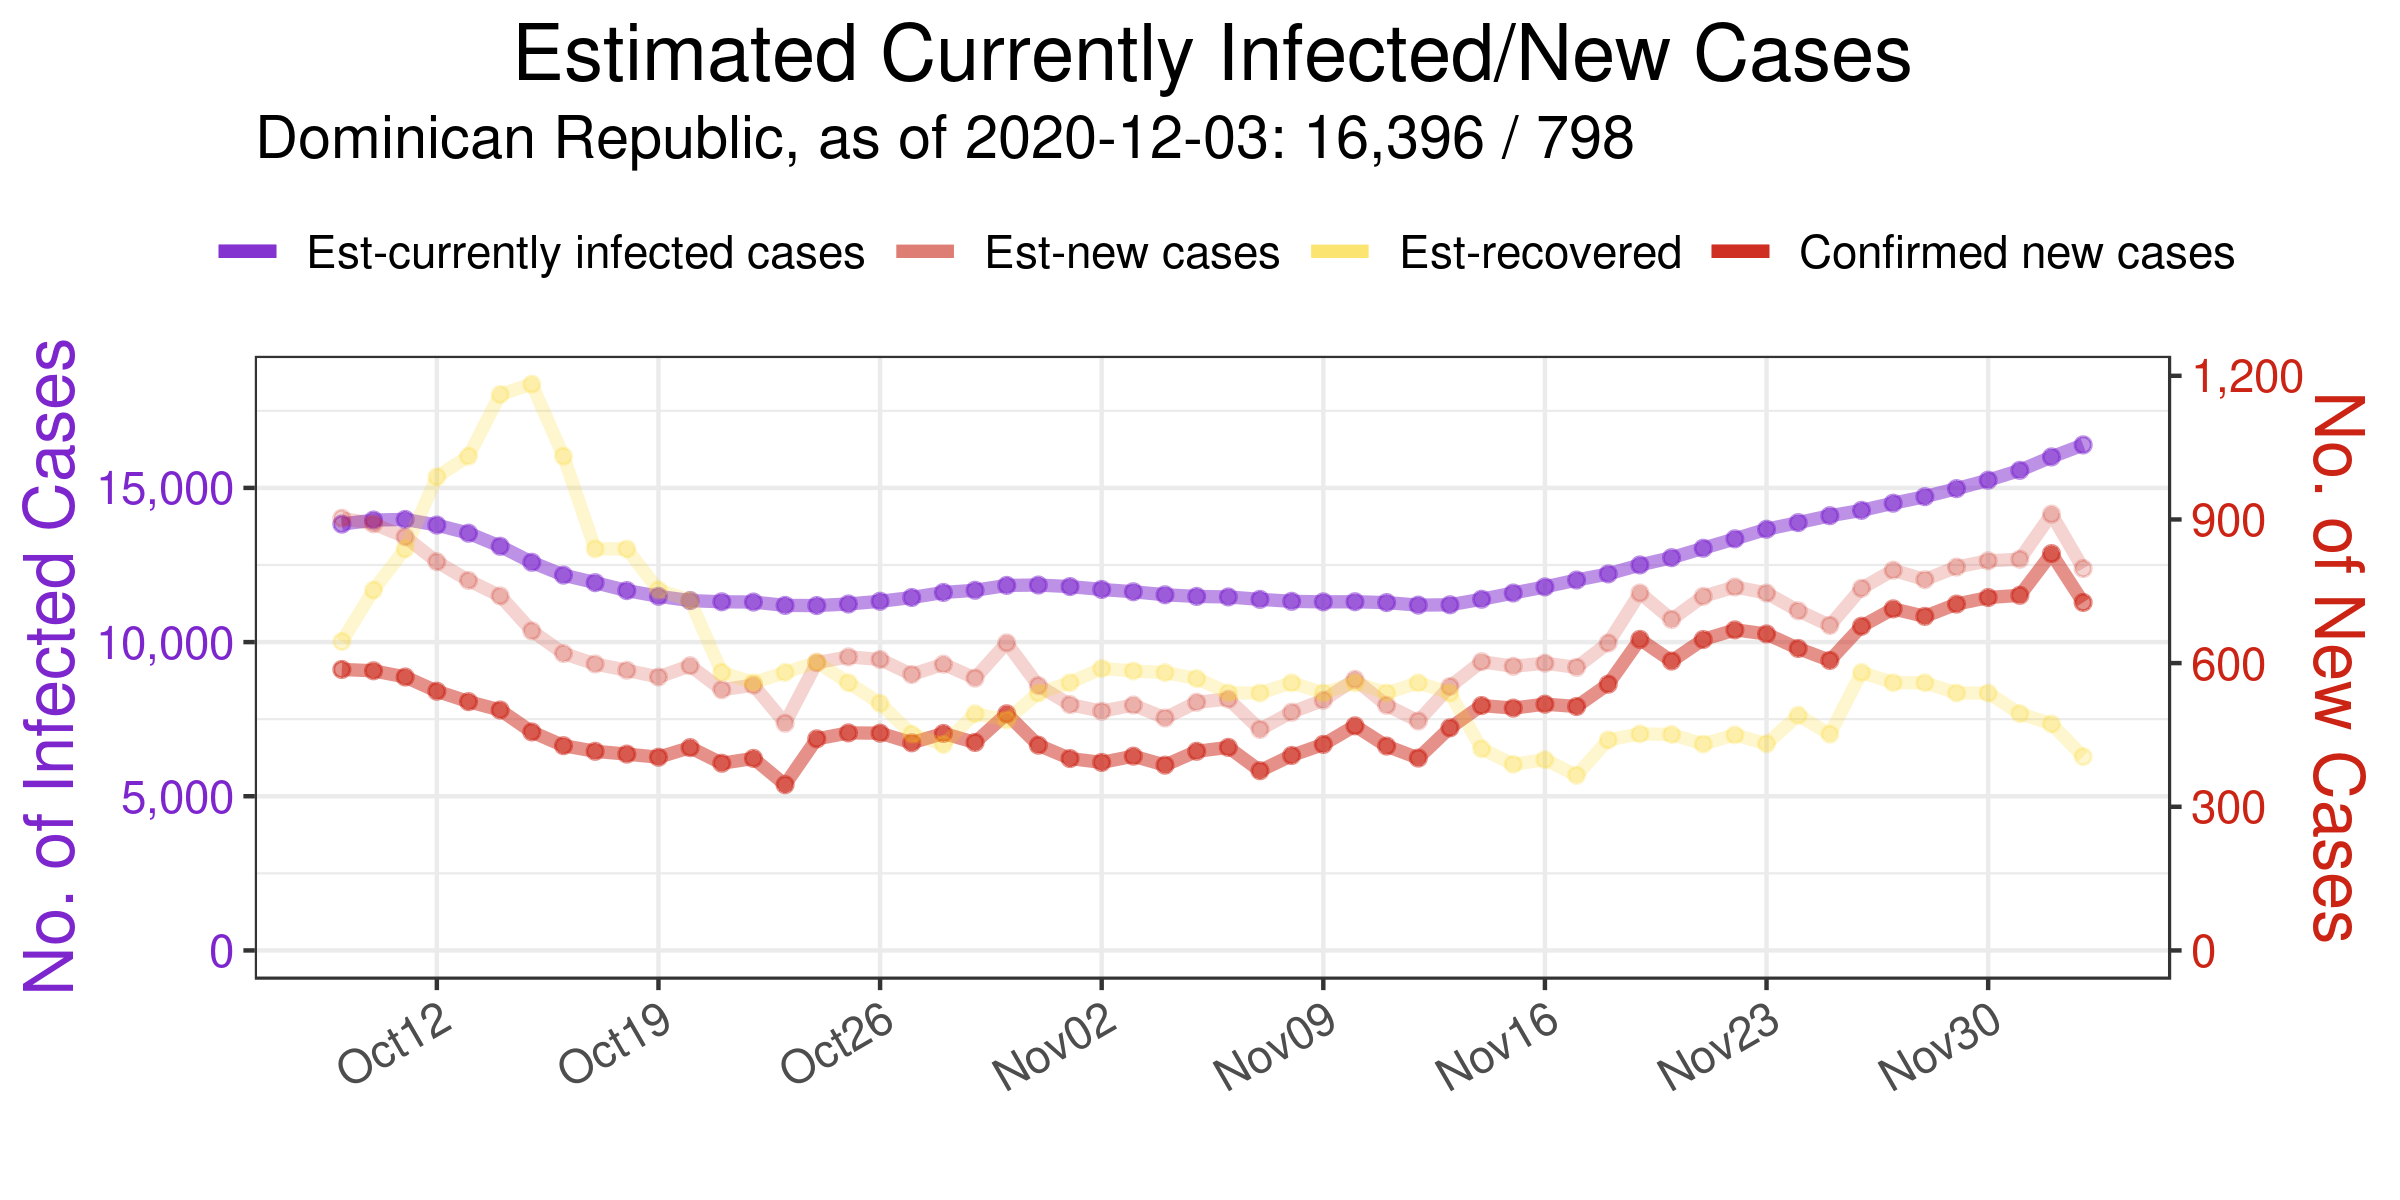 Estimated Currently Infected/New Cases
Dominican Republic, as of 2020-12-03: 16,396 / 798
Est-currently infected cases Est-new cases Est-recovered Confirmed new cases
No. of Infected Cases
15,000
10,000
5,000
0
1,200
900
600
300
0
No. of New Cases
Oct12 Oct19 Oct26 Nov02 Nov09 Nov16 Nov23 Nov30